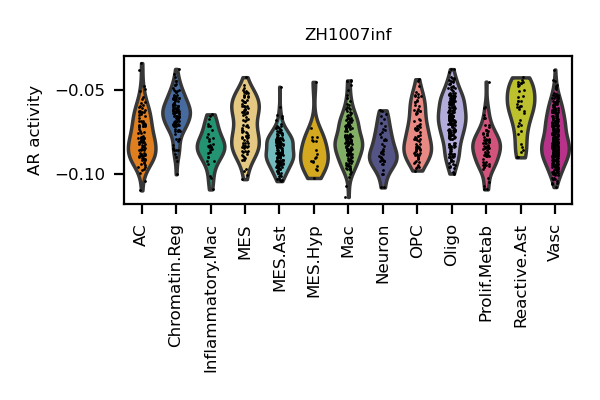 ZH1007inf
AR activity
−0.05
−0.10
AC
Chromatin.Reg
Inflammatory.Mac
MES
MES.Ast
MES.Hyp
Mac
Neuron
OPC
Oligo
Prolif.Metab
Reactive.Ast
Vasc